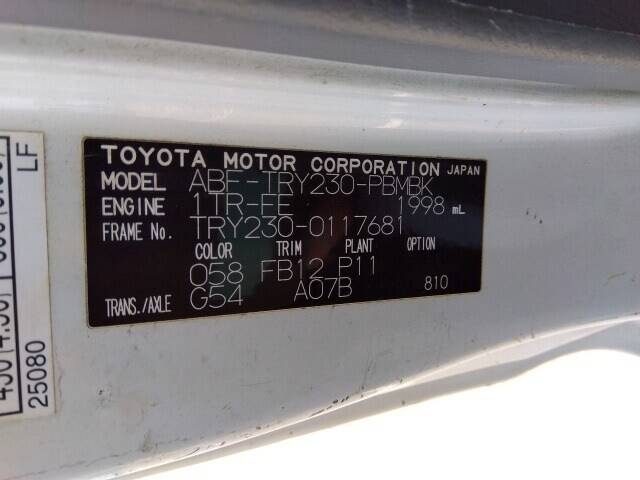 TOYOTA MOTOR CORPORATION JAPAN
MODEL ABF-TRY230-PBMBK
ENGINE 1TR-FE 1998 mL
FRAME No. TRY230-0117681
COLOR TRIM PLANT OPTION
058 FB12 P11
TRANS./AXLE G54 A07B 810
LF
25080